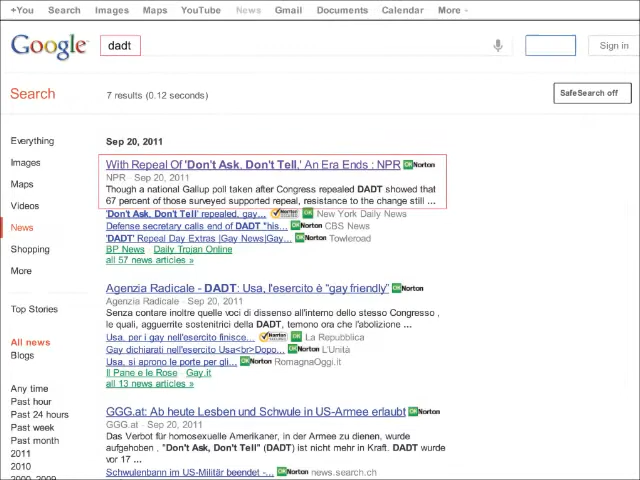 +You Search Images Maps YouTube News Gmail Documents Calendar More
Google dadt Sign in
Search 7 results (0.12 seconds) SafeSearch off
Everything
Images
Maps
Videos
News
Shopping
More
Top Stories
All news
Blogs
Any time
Past hour
Past 24 hours
Past week
Past month
2011
2010
2000-2009
Sep 20, 2011
With Repeal Of 'Don't Ask, Don't Tell,' An Era Ends : NPR OK Norton
NPR - Sep 20, 2011
Though a national Gallup poll taken after Congress repealed DADT showed that
67 percent of those surveyed supported repeal, resistance to the change still ...
'Don't Ask, Don't Tell' repealed, gay... Norton OK New York Daily News
Defense secretary calls end of DADT "his... OK Norton CBS News
'DADT' Repeal Day Extras |Gay News|Gay... OK Norton Towleroad
BP News - Daily Trojan Online
all 57 news articles »
Agenzia Radicale - DADT: Usa, l'esercito è "gay friendly" OK Norton
Agenzia Radicale - Sep 20, 2011
Senza contare inoltre quelle voci di dissenso all'interno dello stesso Congresso ,
le quali, agguerrite sostenitrici della DADT, temono ora che l'abolizione ...
Usa, per i gay nell'esercito finisce... Norton OK La Repubblica
Gay dichiarati nell'esercito Usa<br>Dopo... OK Norton L'Unità
Usa, si aprono le porte per gli... OK Norton RomagnaOggi.it
Il Pane e le Rose - Gay.it
all 13 news articles »
GGG.at: Ab heute Lesben und Schwule in US-Armee erlaubt OK Norton
GGG.at - Sep 20, 2011
Das Verbot für homosexuelle Amerikaner, in der Armee zu dienen, wurde
aufgehoben , "Don't Ask, Don't Tell" (DADT) ist nicht mehr in Kraft. DADT wurde
vor 17 ...
Schwulenbann im US-Militär beendet -... OK Norton news.search.ch